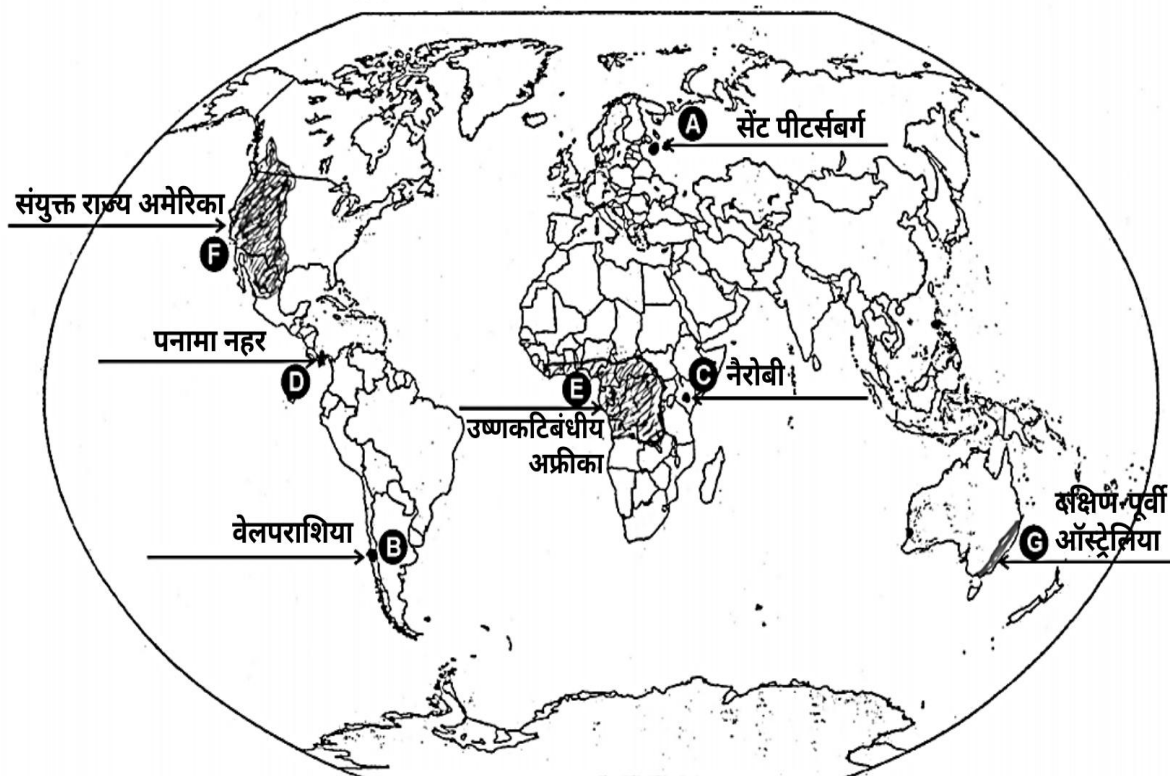 A
सेंट पीटर्सबर्ग
संयुक्त राज्य अमेरिका
F
पनामा नहर
D
E
उष्णकटिबंधीय
अफ्रीका
C नैरोबी
वेलपराशिया
B
दक्षिण-पूर्वी
G ऑस्ट्रेलिया